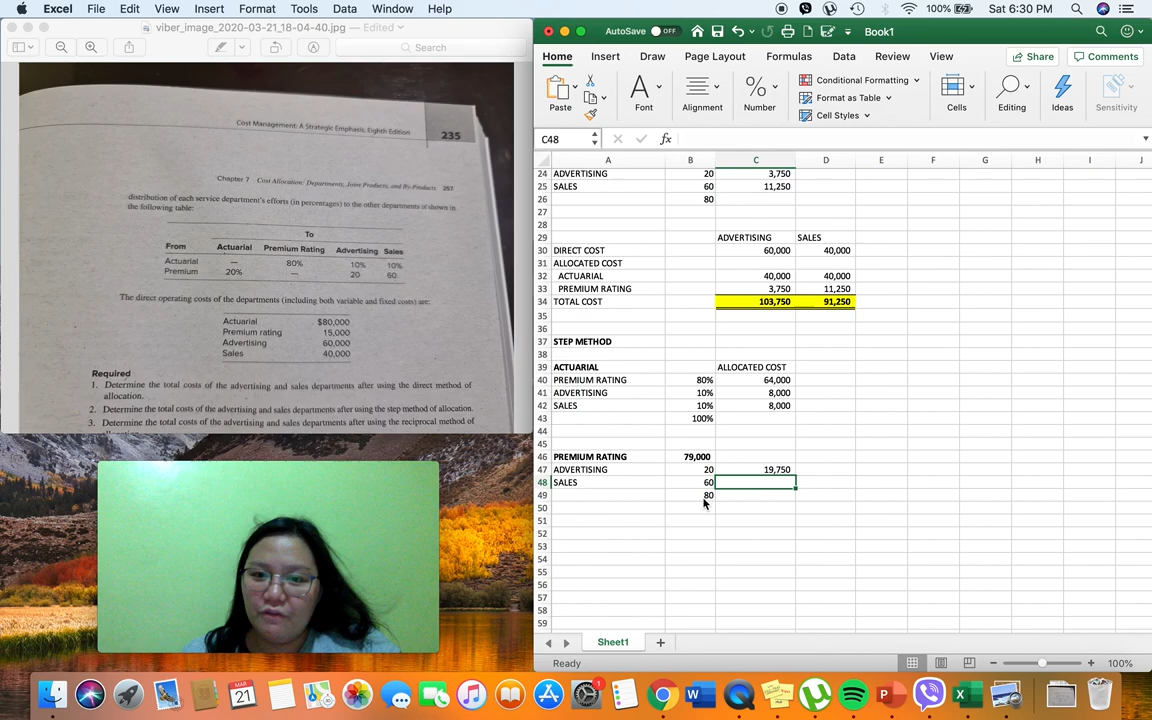 Excel File Edit View Insert Format Tools Data Window Help 100% Sat 6:30 PM
viber_image_2020-03-21_18-04-40.jpg — Edited
Search
Cost Management: A Strategic Emphasis, Eighth Edition 235
Chapter 7 Cost Allocation: Departments, Joint Products, and By-Products 257
distribution of each service department's efforts (in percentages) to the other departments is shown in
the following table:
To
From Actuarial Premium Rating Advertising Sales
Actuarial — 80% 10% 10%
Premium 20% — 20 60
The direct operating costs of the departments (including both variable and fixed costs) are:
Actuarial $80,000
Premium rating 15,000
Advertising 60,000
Sales 40,000
Required
1. Determine the total costs of the advertising and sales departments after using the direct method of
allocation.
2. Determine the total costs of the advertising and sales departments after using the step method of allocation.
3. Determine the total costs of the advertising and sales departments after using the reciprocal method of
AutoSave OFF Book1
Home Insert Draw Page Layout Formulas Data Review View Share Comments
Paste Font Alignment Number Conditional Formatting Format as Table Cell Styles Cells Editing Ideas Sensitivity
C48 fx
A B C D E F G H I J
24 ADVERTISING 20 3,750
25 SALES 60 11,250
26 80
27
28
29 ADVERTISING SALES
30 DIRECT COST 60,000 40,000
31 ALLOCATED COST
32 ACTUARIAL 40,000 40,000
33 PREMIUM RATING 3,750 11,250
34 TOTAL COST 103,750 91,250
35
36
37 STEP METHOD
38
39 ACTUARIAL ALLOCATED COST
40 PREMIUM RATING 80% 64,000
41 ADVERTISING 10% 8,000
42 SALES 10% 8,000
43 100%
44
45
46 PREMIUM RATING 79,000
47 ADVERTISING 20 19,750
48 SALES 60
49 80
50
51
52
53
54
55
56
57
58
59
Sheet1
Ready 100%
MAR 21
1